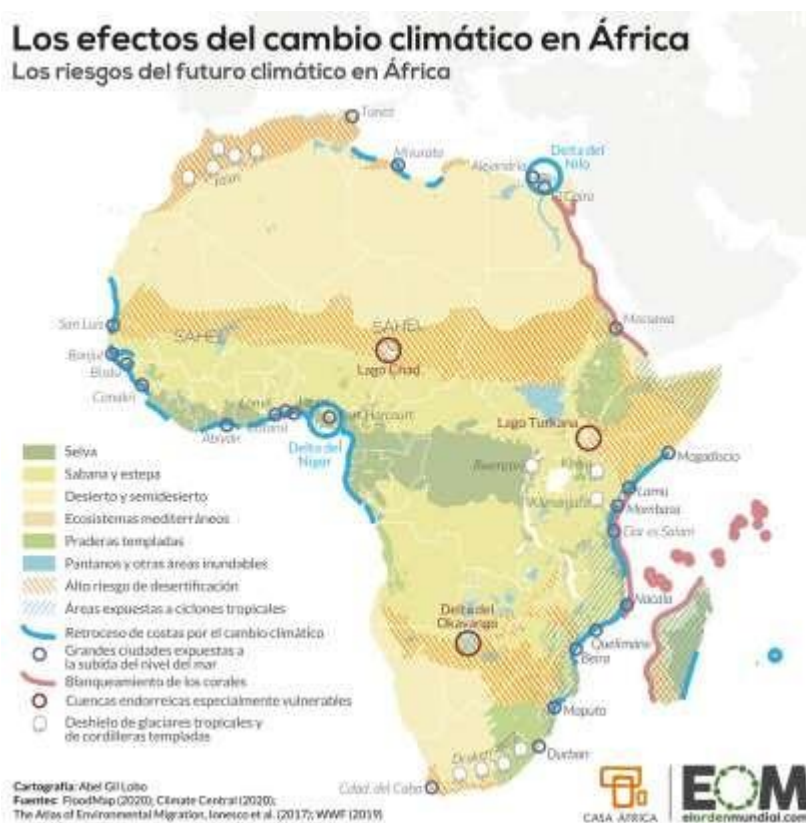 Los efectos del cambio climático en África
Los riesgos del futuro climático en África
Túnez
Misurata
Alejandría
Delta del
Nilo
El Cairo
Atlas
San Luis
SAHEL
SAHEL
Massawa
Banjul
Bisáu
Conakri
Lago Chad
Abiyán
Harcourt
Delta del
Níger
Lago Turkana
Mogadiscio
Lamu
Mombasa
Dar es Salam
Nacala
Delta del
Okavango
Quelimane
Beira
Maputo
Durban
Cdad. del Cabo
Selva
Sabana y estepa
Desierto y semidesierto
Ecosistemas mediterráneos
Praderas templadas
Pantanos y otras áreas inundables
Alto riesgo de desertificación
Áreas expuestas a ciclones tropicales
Retroceso de costas por el cambio climático
Grandes ciudades expuestas a
la subida del nivel del mar
Blanqueamiento de los corales
Cuencas endorreicas especialmente vulnerables
Deshielo de glaciares tropicales y
de cordilleras templadas
Cartografía: Abel Gil Lobo
Fuentes: FloodMap (2020); Climate Central (2020);
The Atlas of Environmental Migration, Ionesco et al. (2017); WWF (2019)
CASA ÁFRICA
EOM
elordenmundial.com